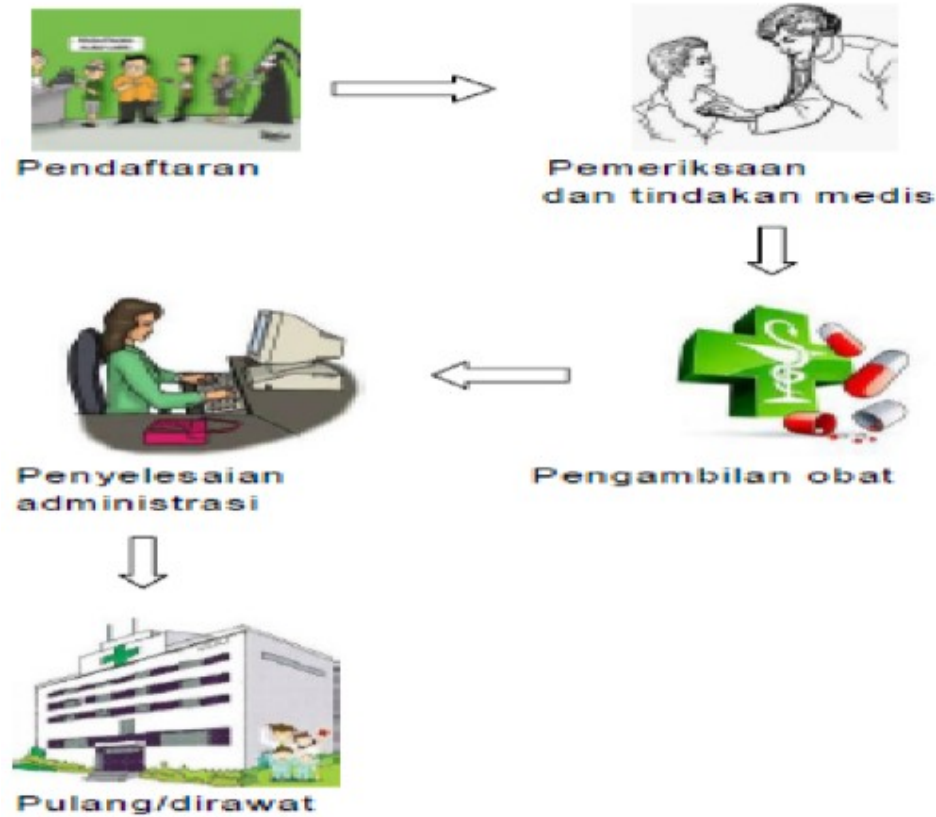 Pendaftaran
Pemeriksaan
dan tindakan medis
Penyelesaian
administrasi
Pengambilan obat
Pulang/dirawat